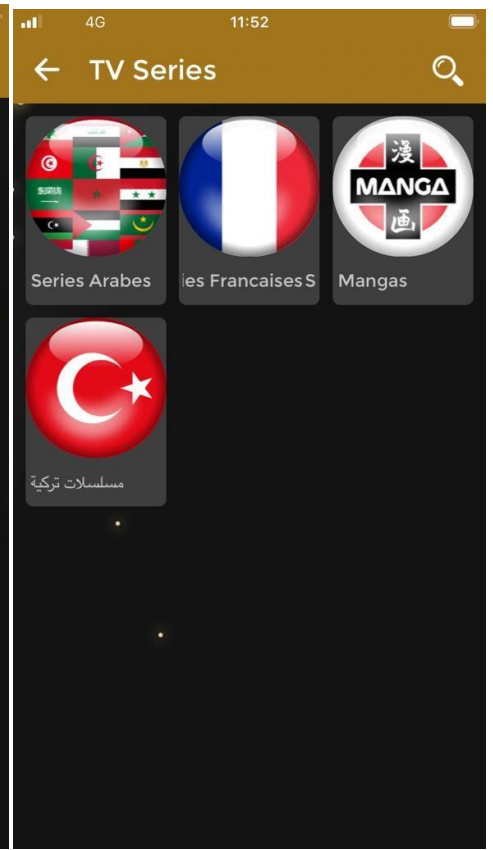 4G 11:52
TV Series
漫
MANGA
画
Series Arabes
ies Francaises S
Mangas
مسلسلات تركية